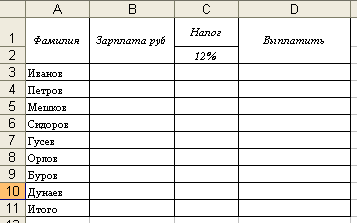 A B C D
1 Фамилия Зарплата руб Налог Выплатить
2 12%
3 Иванов
4 Петров
5 Мешков
6 Сидоров
7 Гусев
8 Орлов
9 Буров
10 Дунаев
11 Итого